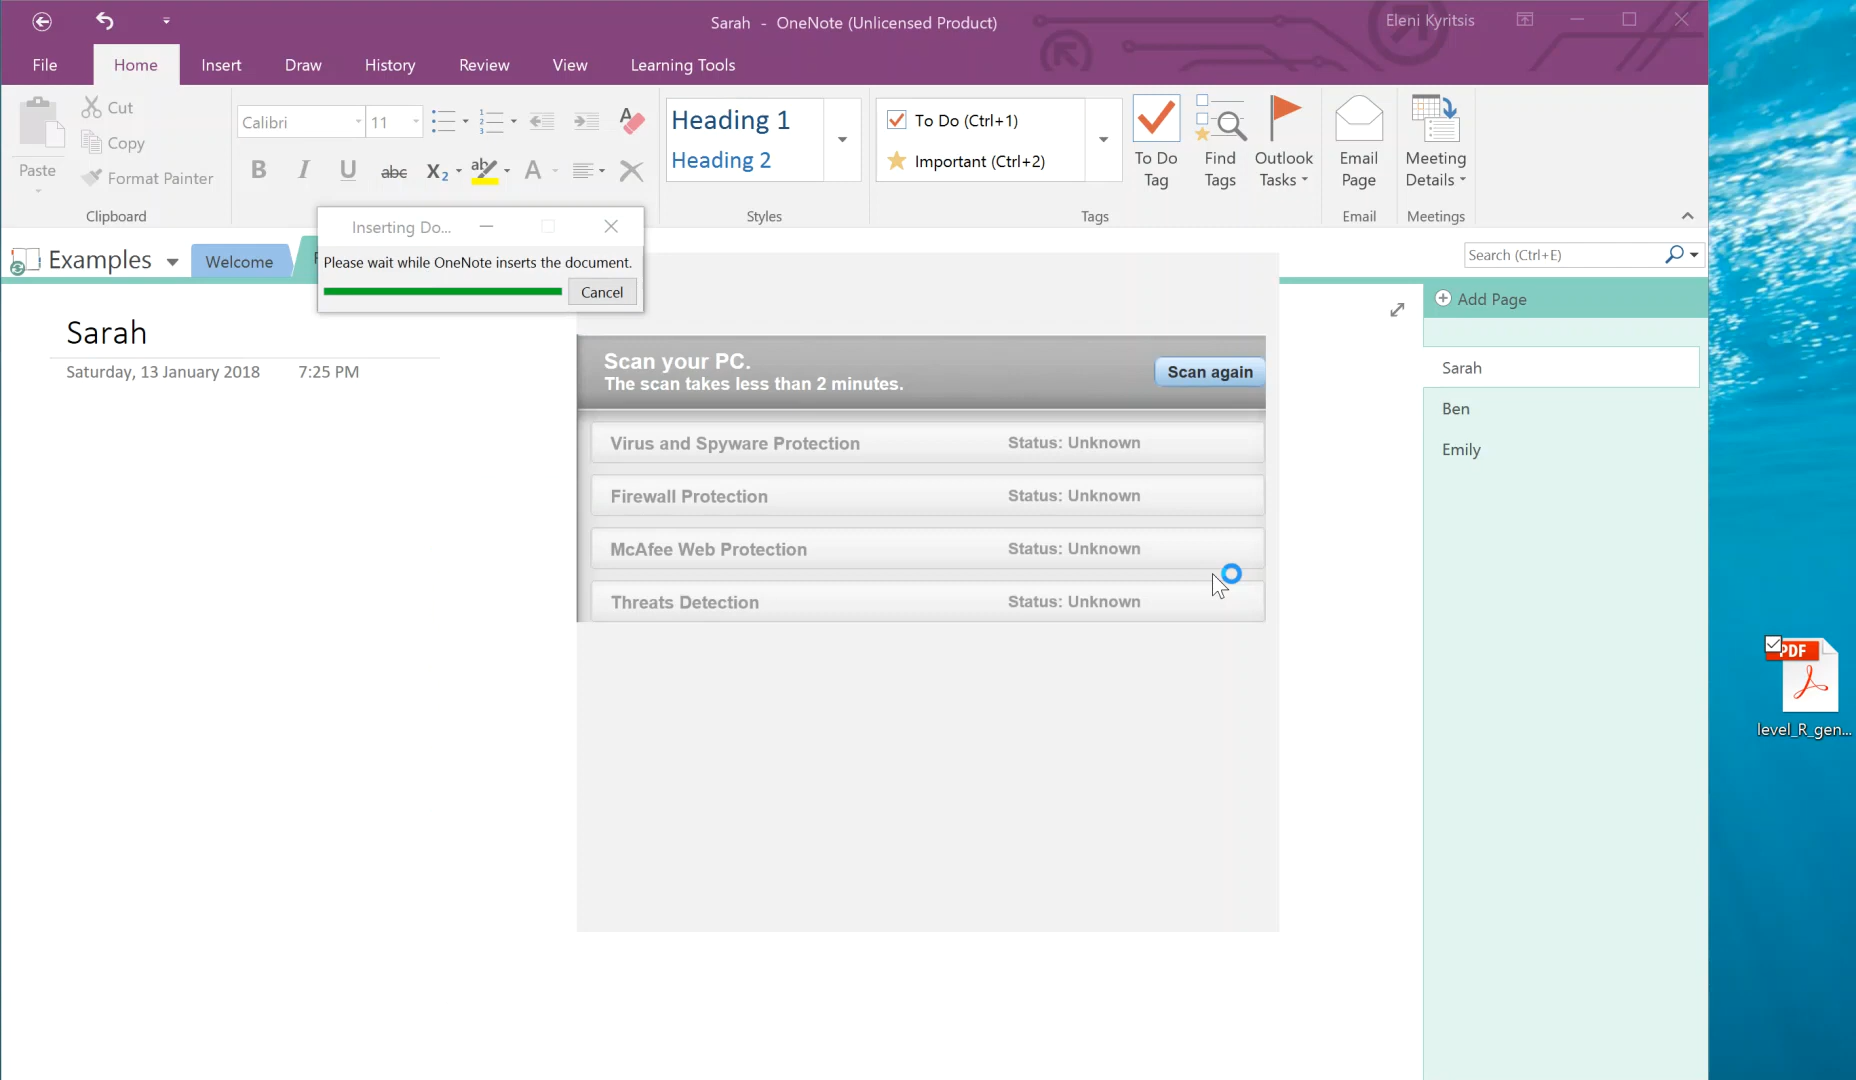 Sarah - OneNote (Unlicensed Product)
Eleni Kyritsis
File Home Insert Draw History Review View Learning Tools
Paste
Cut
Copy
Format Painter
Clipboard
Calibri 11
B I U abc X2 ab A
Heading 1
Heading 2
Styles
To Do (Ctrl+1)
Important (Ctrl+2)
Tags
To Do
Tag
Find
Tags
Outlook
Tasks
Email
Page
Email
Meeting
Details
Meetings
Examples
Welcome
Search (Ctrl+E)
Inserting Do...
Please wait while OneNote inserts the document.
Cancel
Sarah
Saturday, 13 January 2018 7:25 PM
Scan your PC.
The scan takes less than 2 minutes.
Scan again
Virus and Spyware Protection Status: Unknown
Firewall Protection Status: Unknown
McAfee Web Protection Status: Unknown
Threats Detection Status: Unknown
Add Page
Sarah
Ben
Emily
PDF
level_R_gen...